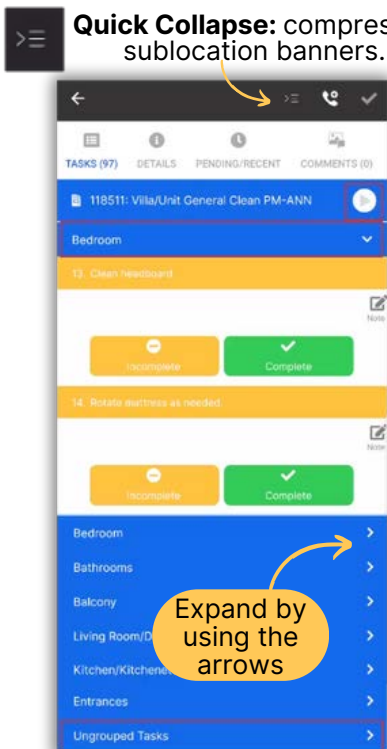 Quick Collapse: compres
sublocation banners.
TASKS (97) DETAILS PENDING/RECENT COMMENTS (0)
118511: Villa/Unit General Clean PM-ANN
Bedroom
13. Clean headboard
Note
Incomplete Complete
14. Rotate mattress as needed.
Note
Incomplete Complete
Bedroom
Bathrooms
Balcony
Living Room/D
Kitchen/Kitchene
Entrances
Ungrouped Tasks
Expand by
using the
arrows